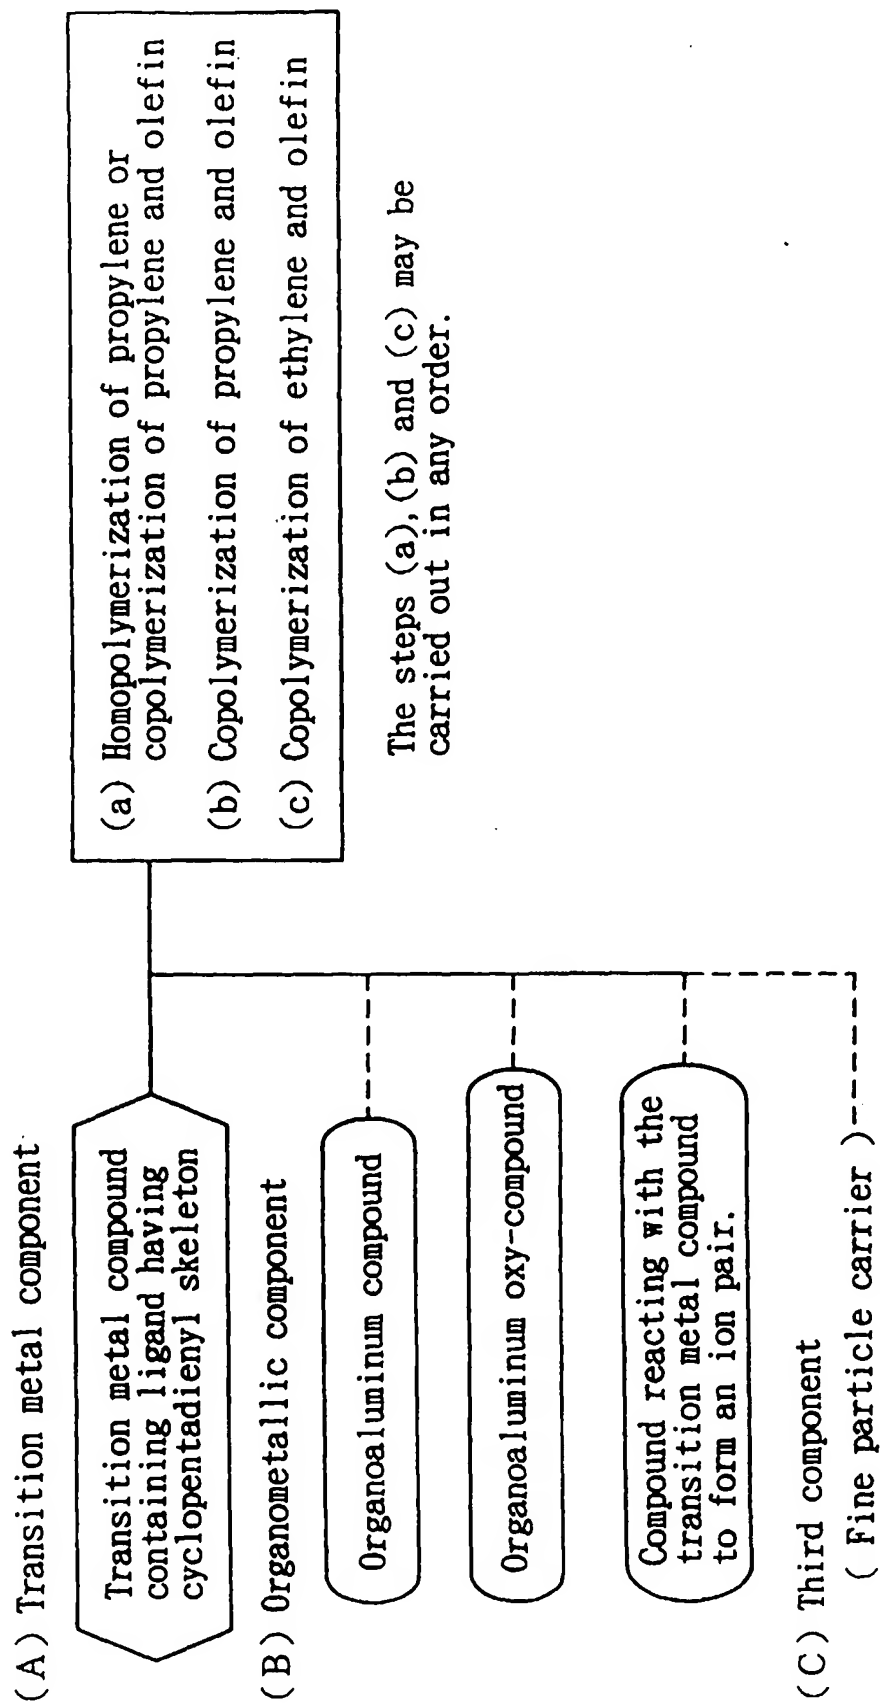 (A) Transition metal component
Transition metal compound
containing ligand having
cyclopentadienyl skeleton
(B) Organometallic component
Organoaluminum compound
Organoaluminum oxy-compound
Compound reacting with the
transition metal compound
to form an ion pair.
(C) Third component
( Fine particle carrier )
(a) Homopolymerization of propylene or
copolymerization of propylene and olefin
(b) Copolymerization of propylene and olefin
(c) Copolymerization of ethylene and olefin
The steps (a),(b) and (c) may be
carried out in any order.